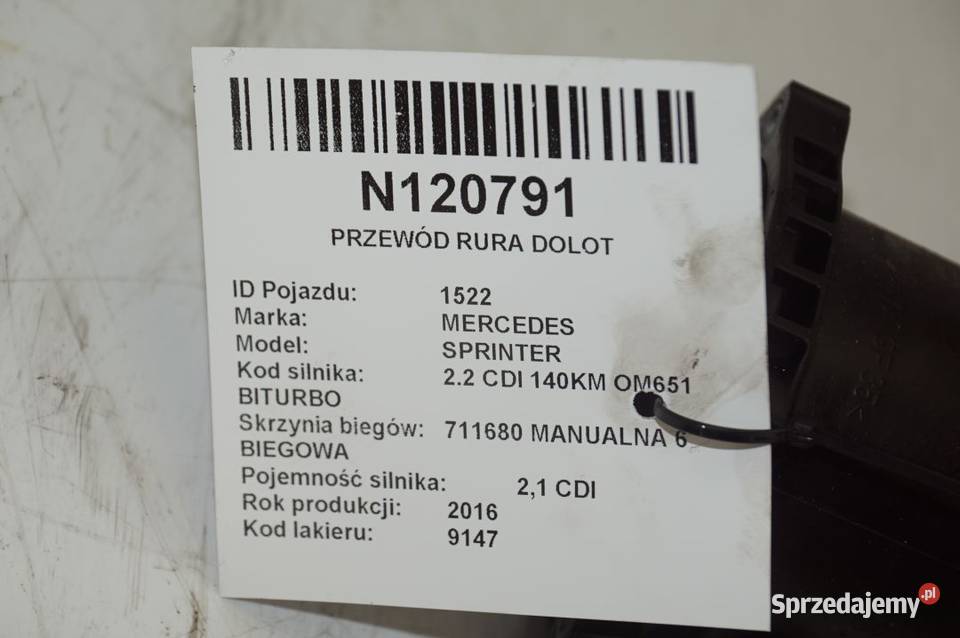 N120791
PRZEWÓD RURA DOLOT
ID Pojazdu: 1522
Marka: MERCEDES
Model: SPRINTER
Kod silnika: 2.2 CDI 140KM OM651
BITURBO
Skrzynia biegów: 711680 MANUALNA 6
BIEGOWA
Pojemność silnika: 2,1 CDI
Rok produkcji: 2016
Kod lakieru: 9147
Sprzedajemy.pl